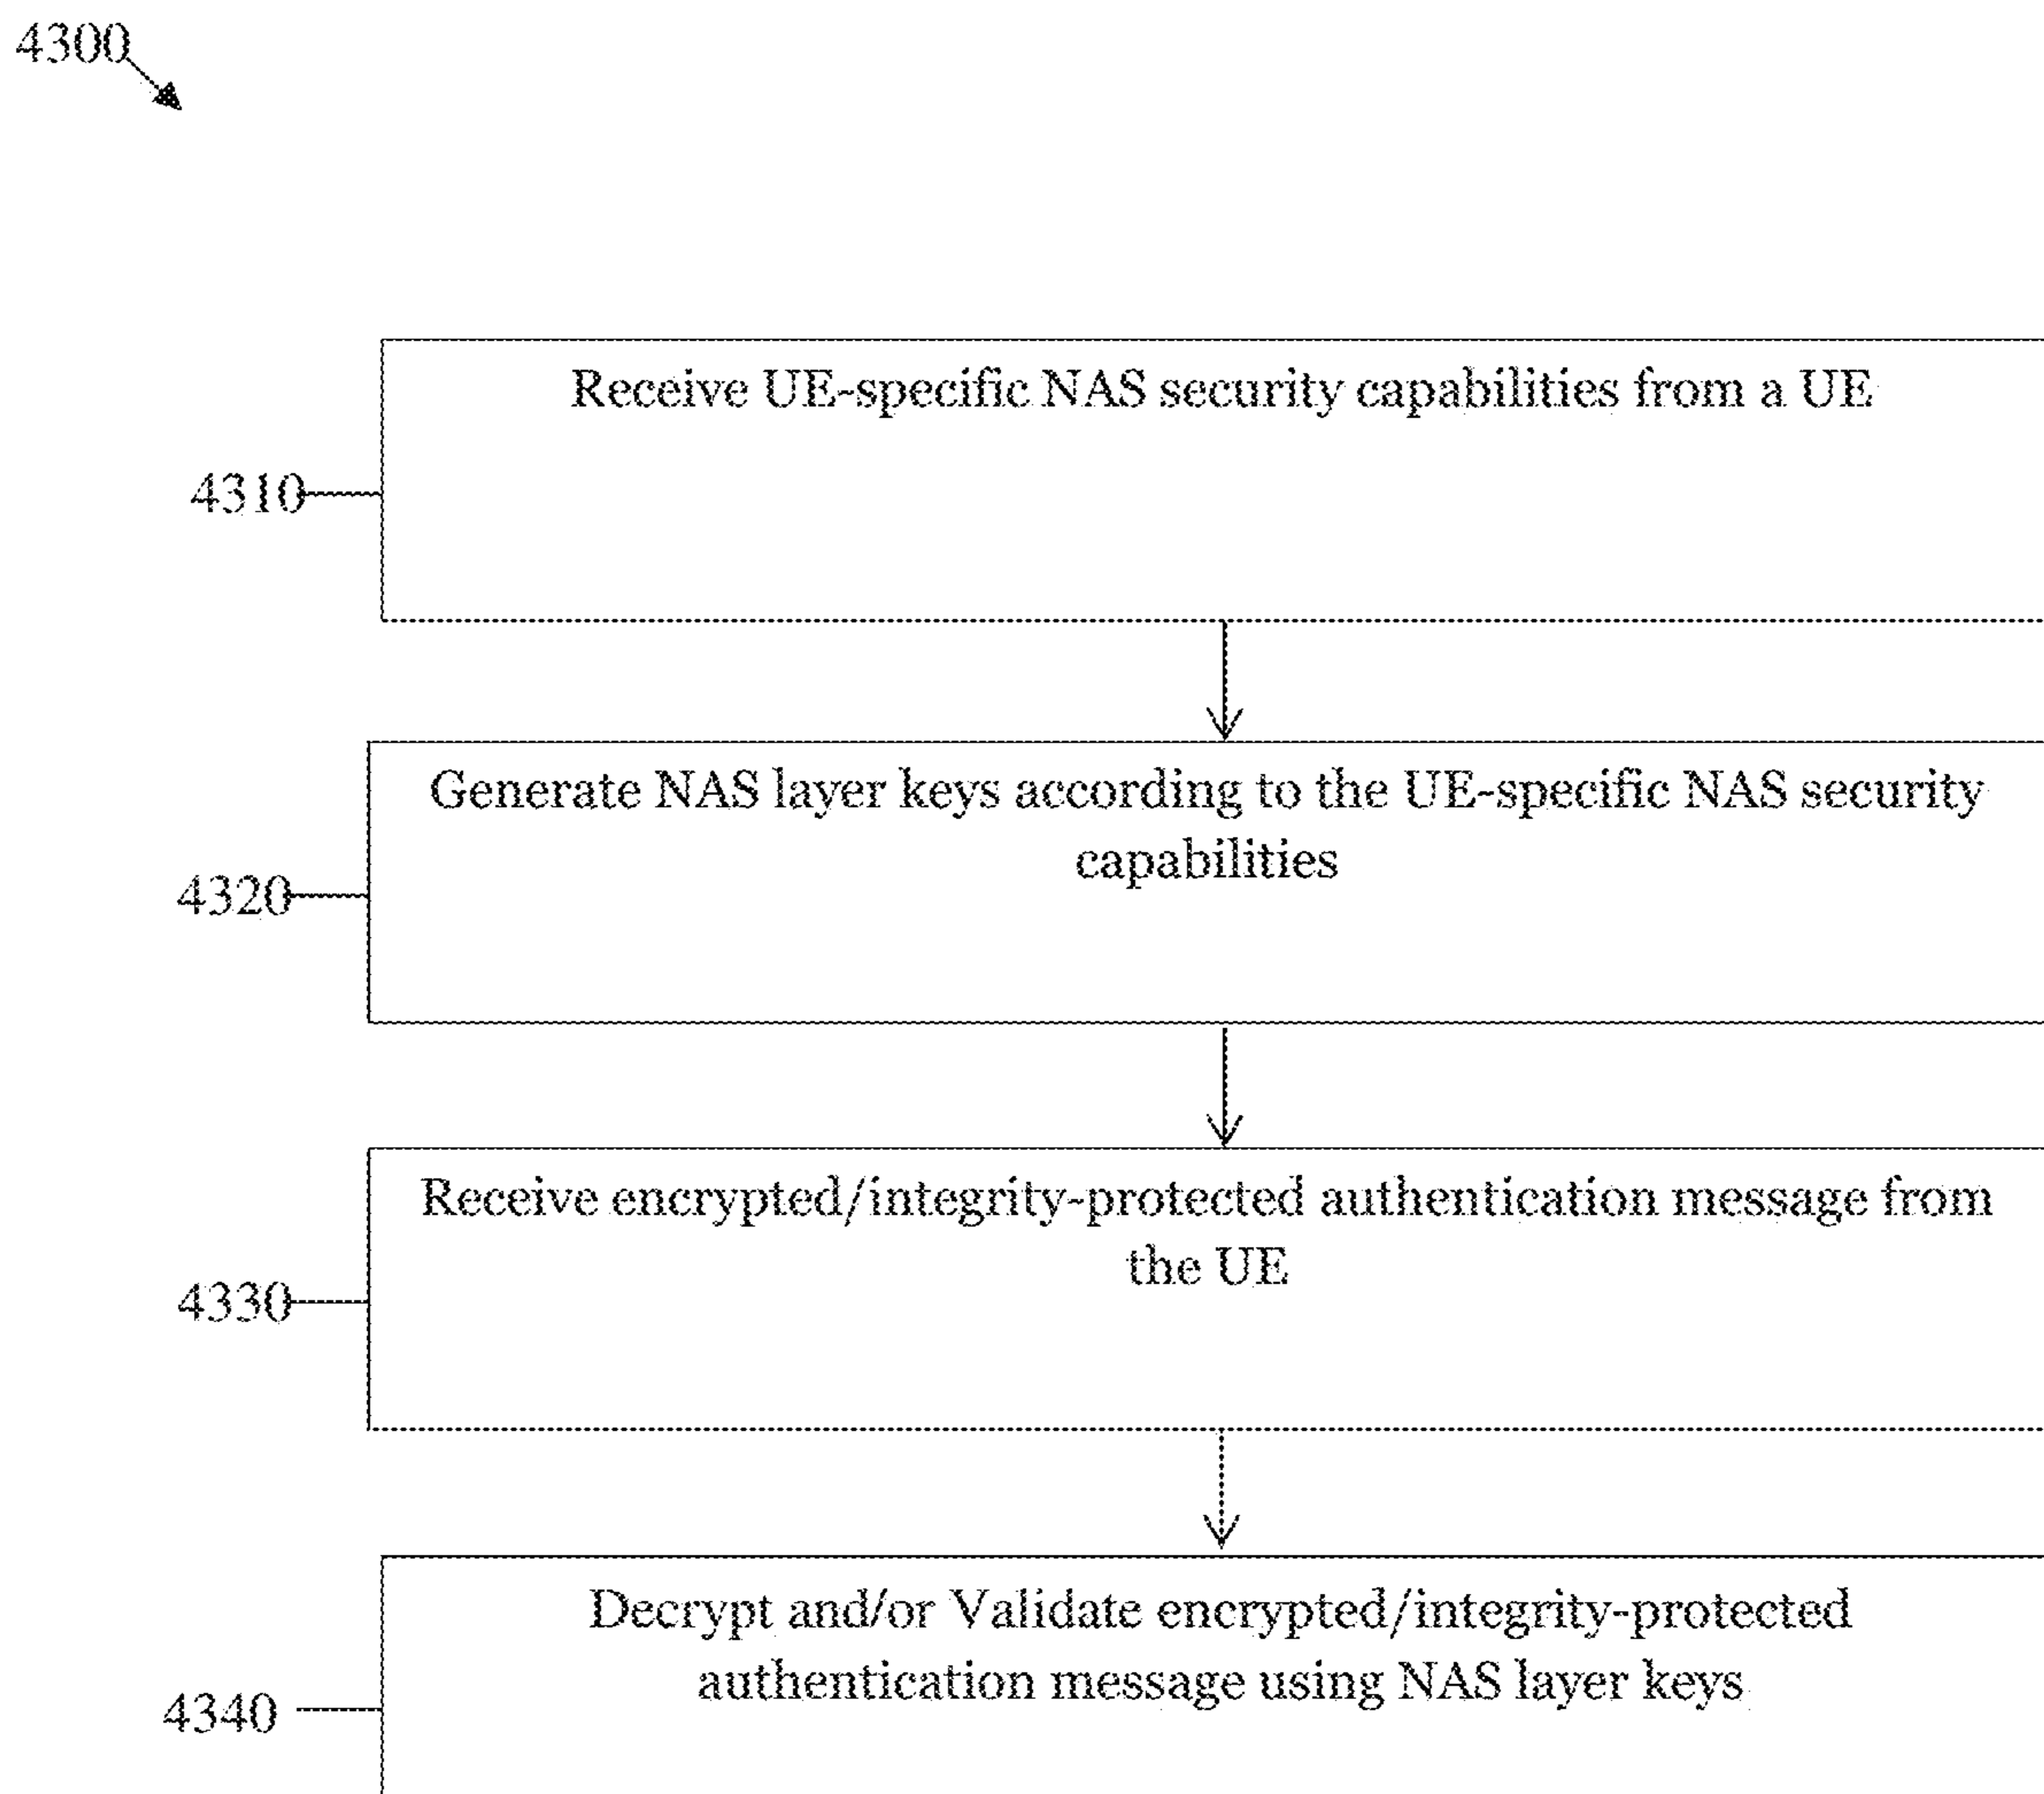 4300
Receive UE-specific NAS security capabilities from a UE
4310
Generate NAS layer keys according to the UE-specific NAS security
capabilities
4320
Receive encrypted/integrity-protected authentication message from
the UE
4330
Decrypt and/or Validate encrypted/integrity-protected
authentication message using NAS layer keys
4340